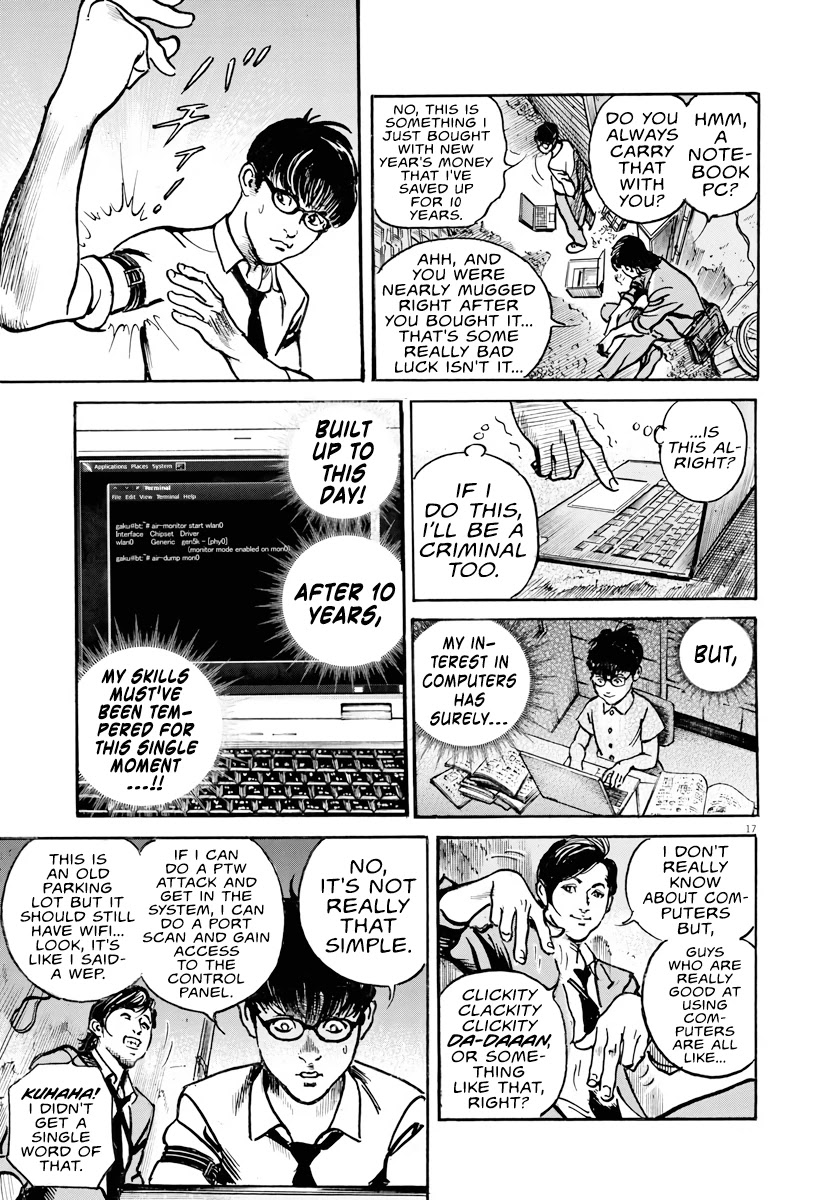 HMM,
A
NOTE-
BOOK
PC?
DO YOU
ALWAYS
CARRY
THAT
WITH
YOU?
NO, THIS IS
SOMETHING I
JUST BOUGHT
WITH NEW
YEAR'S MONEY
THAT I'VE
SAVED UP
FOR 10
YEARS.
AHH, AND
YOU WERE
NEARLY MUGGED
RIGHT AFTER
YOU BOUGHT IT...
THAT'S SOME
REALLY BAD
LUCK ISN'T IT...
...IS
THIS AL-
RIGHT?
IF I
DO THIS,
I'LL BE A
CRIMINAL
TOO.
BUT,
MY IN-
TEREST IN
COMPUTERS
HAS
SURELY...
BUILT
UP TO
THIS
DAY!
AFTER 10
YEARS,
MY SKILLS
MUST'VE
BEEN TEM-
PERED FOR
THIS SINGLE
MOMENT
...!!
Applications Places System
Terminal
File Edit View Terminal Help
gaku@bt:~# air-monitor start wlan0
Interface Chipset Driver
wlan0 Generic gen5k - [phy0]
(monitor mode enabled on mon0)
gaku@bt:~# air-dump mon0
17
I DON'T
REALLY
KNOW
ABOUT COM-
PUTERS
BUT,
GUYS
WHO ARE
REALLY
GOOD AT
USING
COM-
PUTERS
ARE ALL
LIKE...
CLICKITY
CLACKITY
CLICKITY
DA-DAAAN,
OR SOME-
THING
LIKE THAT,
RIGHT?
NO,
IT'S NOT
REALLY
THAT
SIMPLE.
IF I CAN
DO A PTW
ATTACK AND
GET IN THE
SYSTEM, I CAN
DO A PORT
SCAN AND GAIN
ACCESS
TO THE
CONTROL
PANEL.
THIS IS
AN OLD
PARKING
LOT BUT IT
SHOULD STILL
HAVE WIFI...
LOOK, IT'S
LIKE I SAID-
A WEP.
KUHAHA!
I DIDN'T
GET A
SINGLE
WORD OF
THAT.